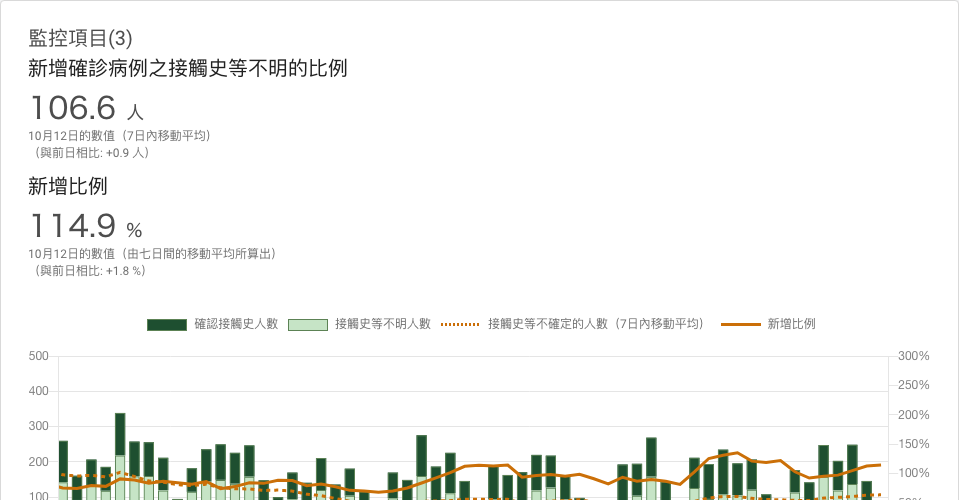 監控項目(3)
新增確診病例之接觸史等不明的比例
106.6 人
10月12日的數值（7日內移動平均）
（與前日相比: +0.9 人）
新增比例
114.9 %
10月12日的數值（由七日間的移動平均所算出）
（與前日相比: +1.8 %）
確認接觸史人數 接觸史等不明人數 接觸史等不確定的人數（7日內移動平均） 新增比例
500 300%
400 250%
300 200%
200 150%
100 100%